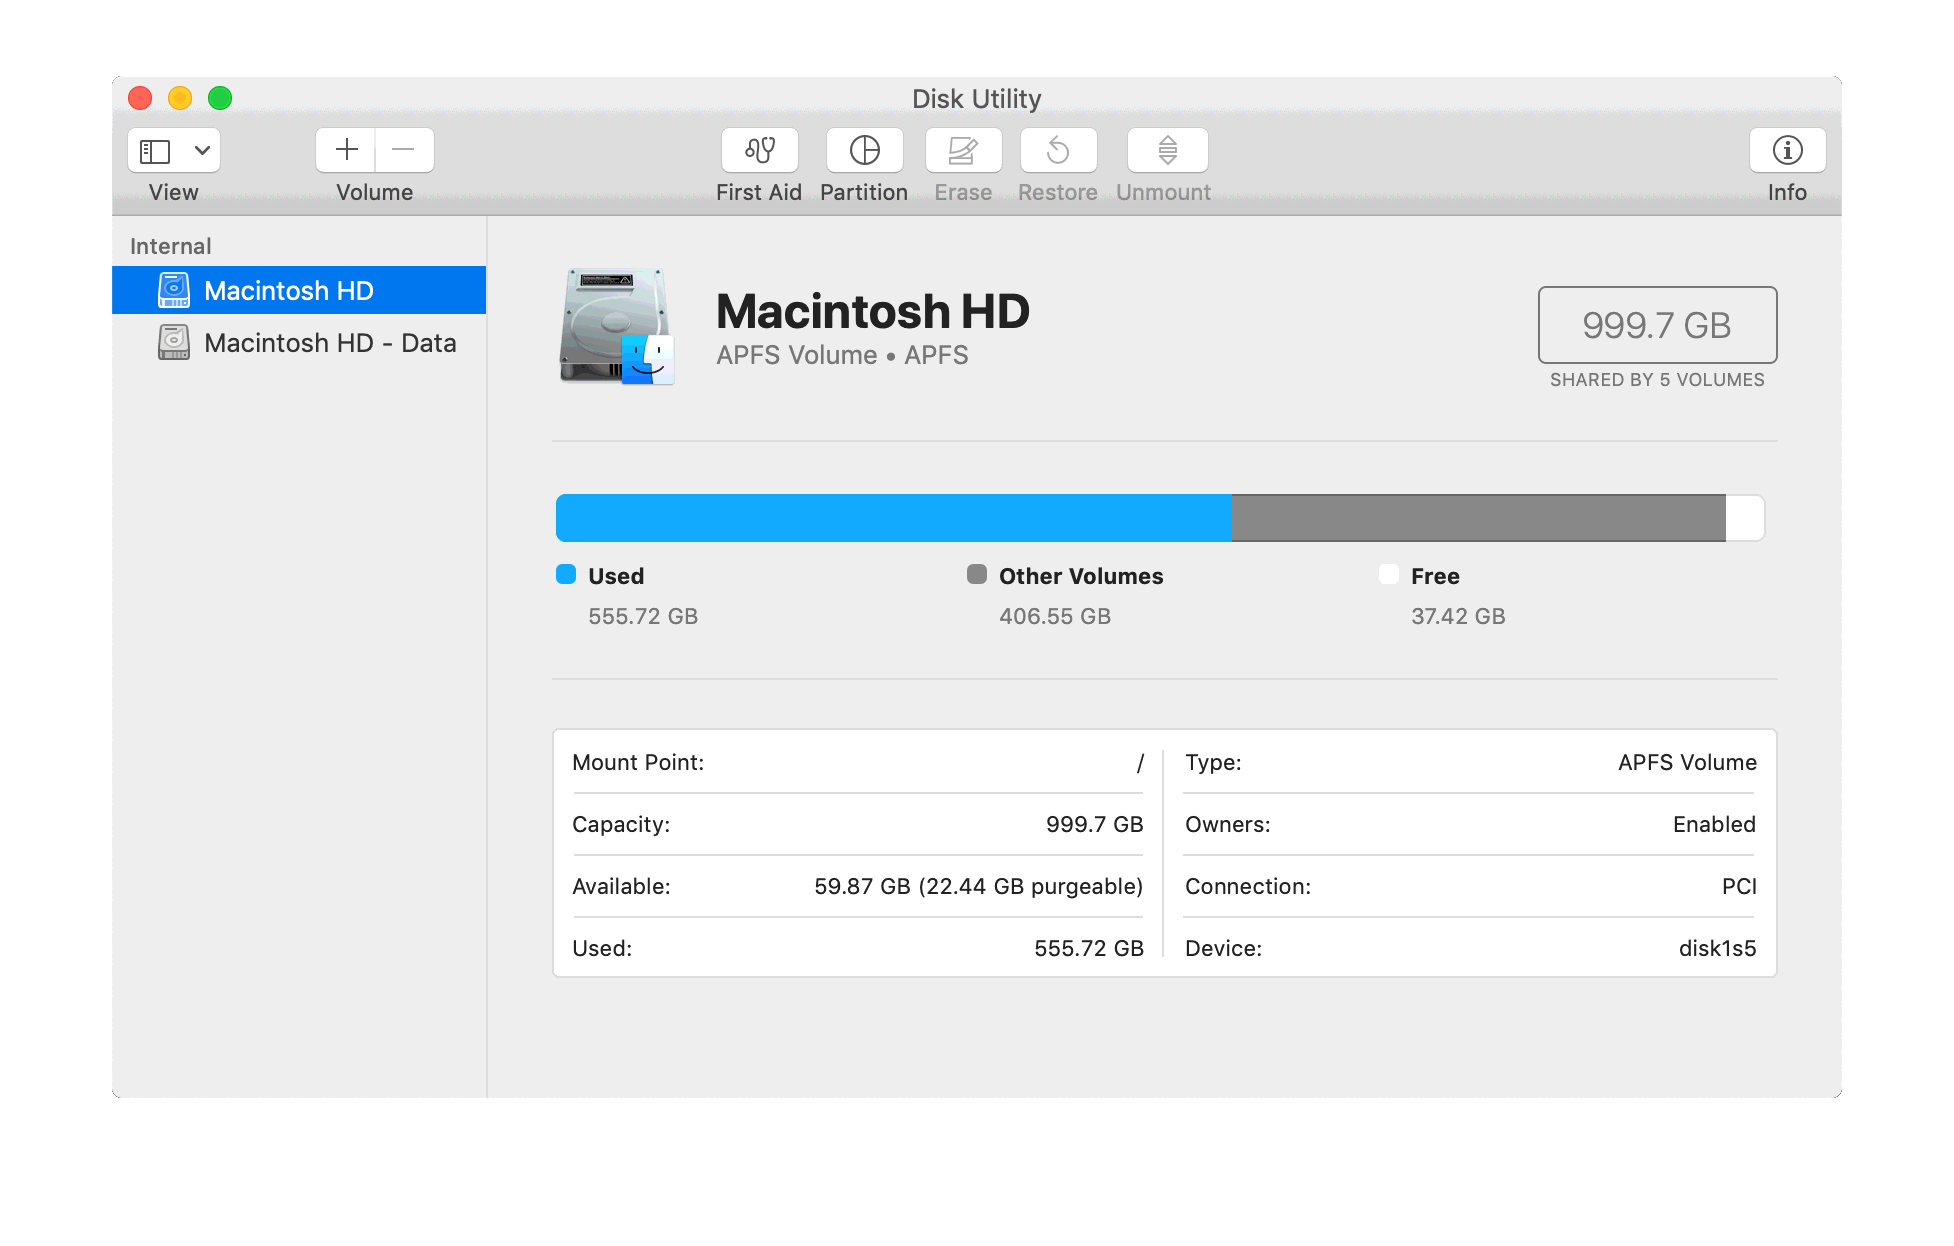 Disk Utility
View
Volume
First Aid
Partition
Erase
Restore
Unmount
Info
Internal
Macintosh HD
Macintosh HD - Data
Macintosh HD
APFS Volume • APFS
999.7 GB
SHARED BY 5 VOLUMES
Used
555.72 GB
Other Volumes
406.55 GB
Free
37.42 GB
Mount Point: /
Capacity: 999.7 GB
Available: 59.87 GB (22.44 GB purgeable)
Used: 555.72 GB
Type: APFS Volume
Owners: Enabled
Connection: PCI
Device: disk1s5